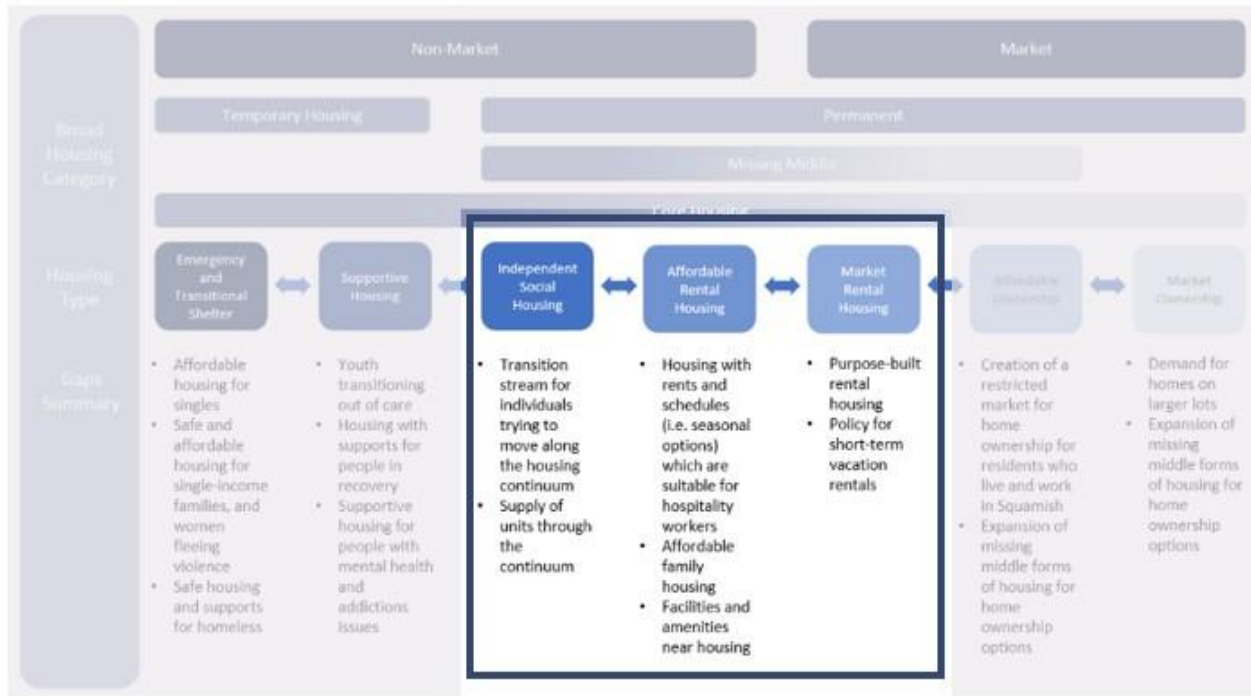 Non-Market
Market
Temporary Housing
Permanent
Missing Middle
Broad
Housing
Category
Core Housing
Housing
Type
Emergency
and
Transitional
Shelter
Supportive
Housing
Independent
Social
Housing
Affordable
Rental
Housing
Market
Rental
Housing
Affordable
Ownership
Market
Ownership
Gaps
Summary
• Affordable
housing for
singles
• Safe and
affordable
housing for
single-income
families, and
women
fleeing
violence
• Safe housing
and supports
for homeless
• Youth
transitioning
out of care
• Housing with
supports for
people in
recovery
• Supportive
housing for
people with
mental health
and
addictions
issues
• Transition
stream for
individuals
trying to
move along
the housing
continuum
• Supply of
units through
the
continuum
• Housing with
rents and
schedules
(i.e. seasonal
options)
which are
suitable for
hospitality
workers
• Affordable
family
housing
• Facilities and
amenities
near housing
• Purpose-built
rental
housing
• Policy for
short-term
vacation
rentals
• Creation of a
restricted
market for
home
ownership for
residents who
live and work
in Squamish
• Expansion of
missing
middle forms
of housing for
home
ownership
options
• Demand for
homes on
larger lots
• Expansion of
missing
middle forms
of housing for
home
ownership
options